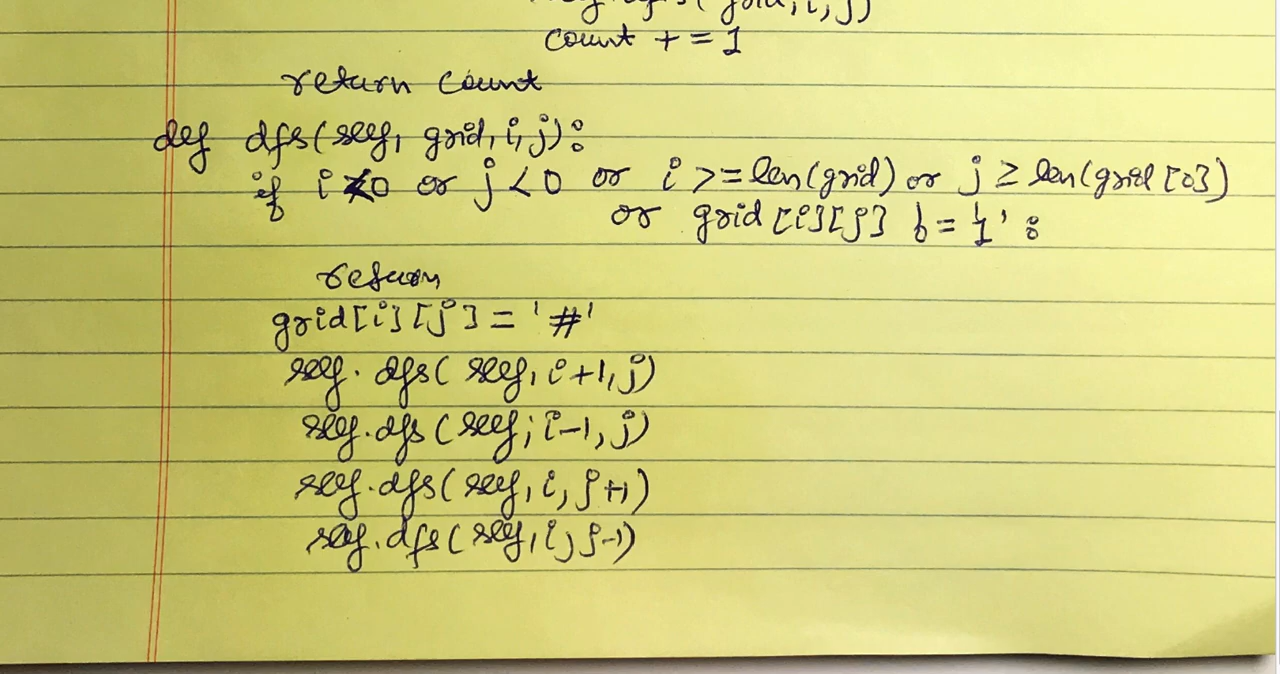 (grid, i, j)
count += 1
return count
def dfs(self, grid, i, j):
if i <0 or j <0 or i >= len(grid) or j ≥ len(grid[0])
or grid[i][j] != '1':
return
grid[i][j] = '#'
self.dfs(self, i+1, j)
self.dfs(self, i-1, j)
self.dfs(self, i, j+1)
self.dfs(self, i, j-1)